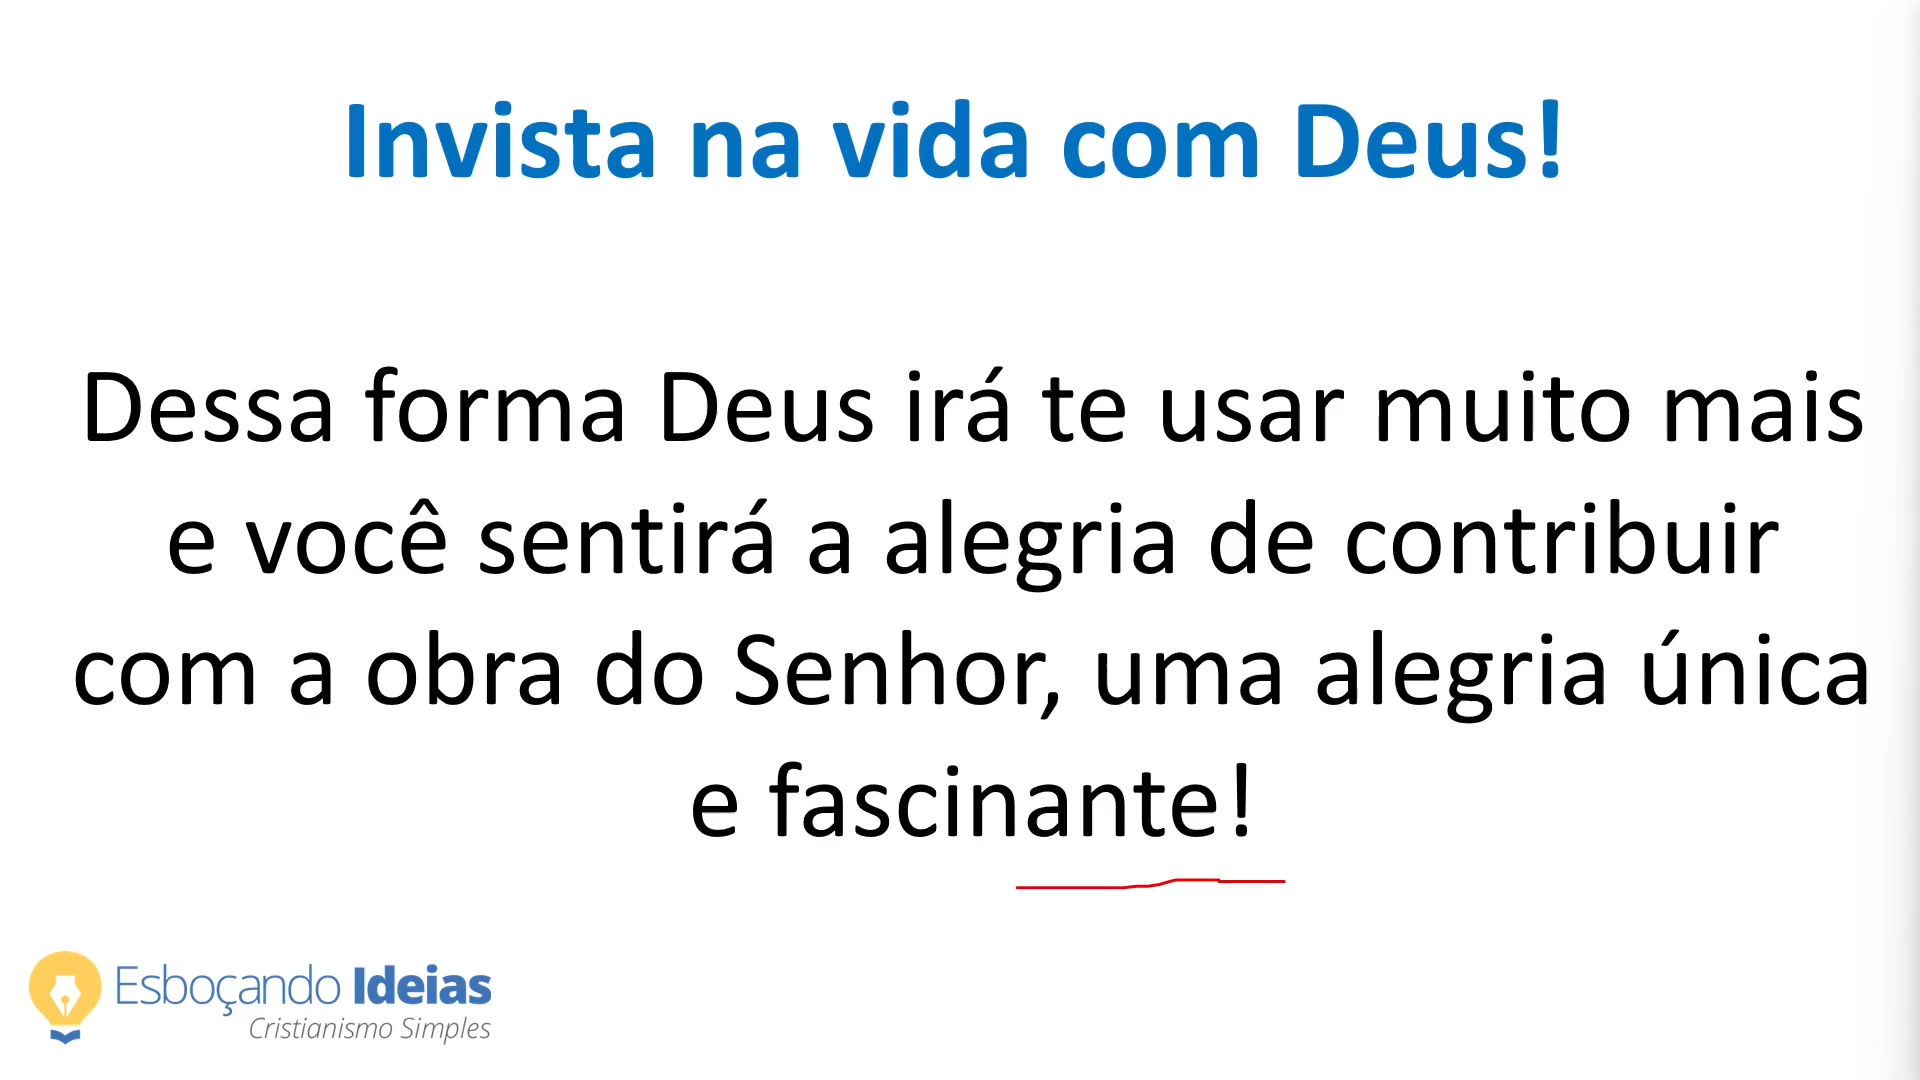 Invista na vida com Deus!
Dessa forma Deus irá te usar muito mais
e você sentirá a alegria de contribuir
com a obra do Senhor, uma alegria única
e fascinante!
Esboçando Ideias
Cristianismo Simples